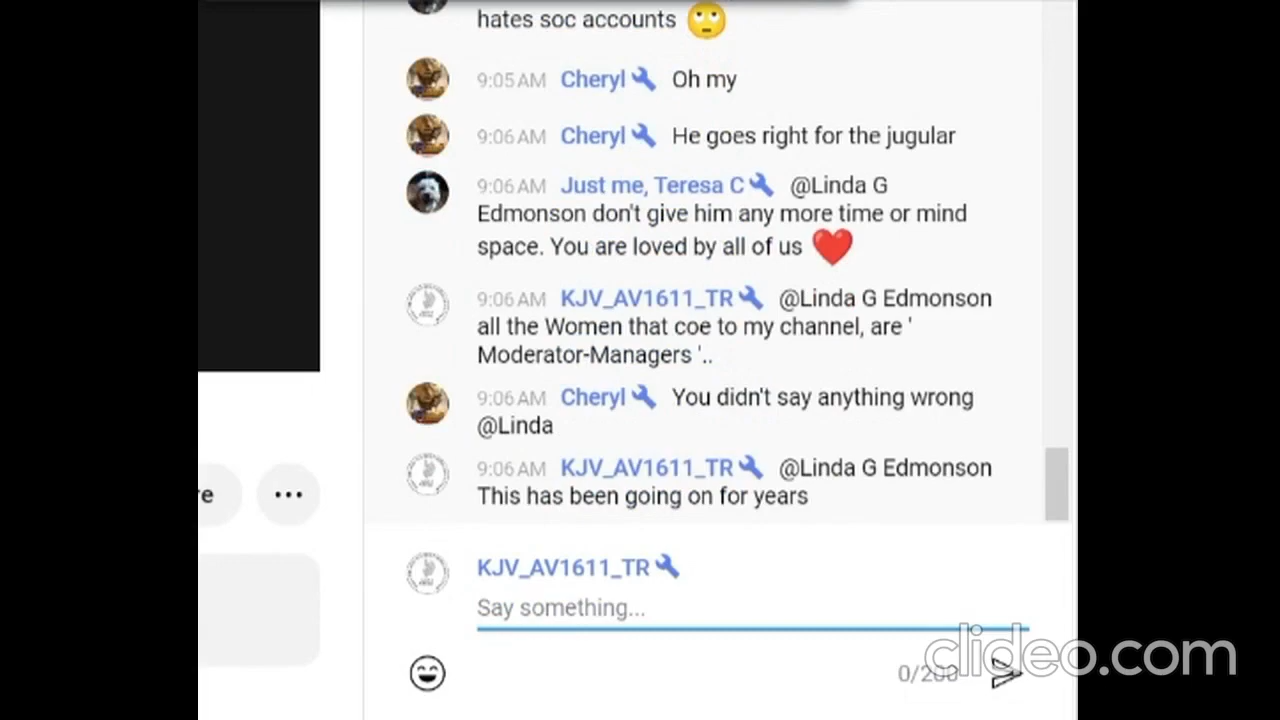 hates soc accounts 🙄
9:05 AM Cheryl Oh my
9:06 AM Cheryl He goes right for the jugular
9:06 AM Just me, Teresa C @Linda G
Edmonson don't give him any more time or mind
space. You are loved by all of us ❤️
9:06 AM KJV_AV1611_TR @Linda G Edmonson
all the Women that coe to my channel, are '
Moderator-Managers '..
9:06 AM Cheryl You didn't say anything wrong
@Linda
9:06 AM KJV_AV1611_TR @Linda G Edmonson
This has been going on for years
re
KJV_AV1611_TR
Say something...
0/200
clideo.com